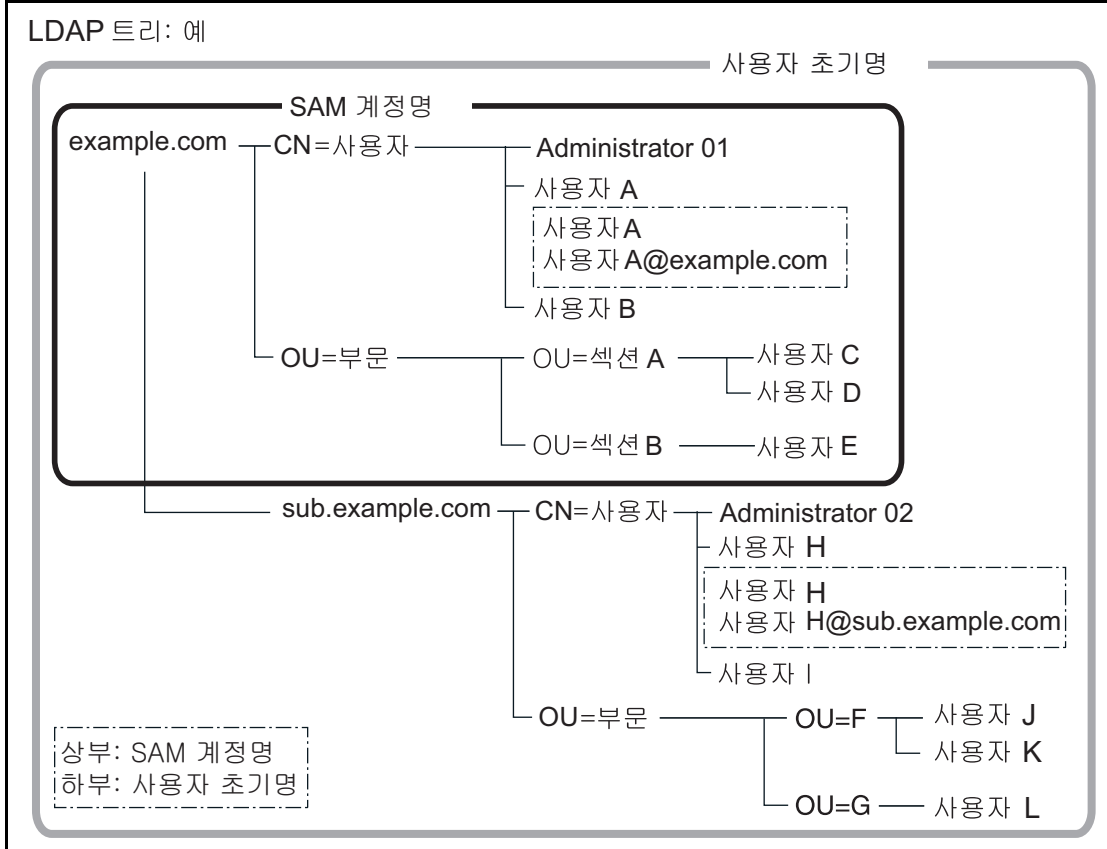 LDAP 트리: 예
사용자 초기명
SAM 계정명
example.com
CN=사용자
Administrator 01
사용자 A
사용자A
사용자A@example.com
사용자 B
OU=부문
OU=섹션 A
사용자 C
사용자 D
OU=섹션B
사용자 E
sub.example.com
CN=사용자
Administrator 02
사용자 H
사용자 H
사용자 H@sub.example.com
사용자 I
OU=부문
OU=F
사용자 J
사용자 K
OU=G
사용자 L
상부: SAM 계정명
하부: 사용자 초기명